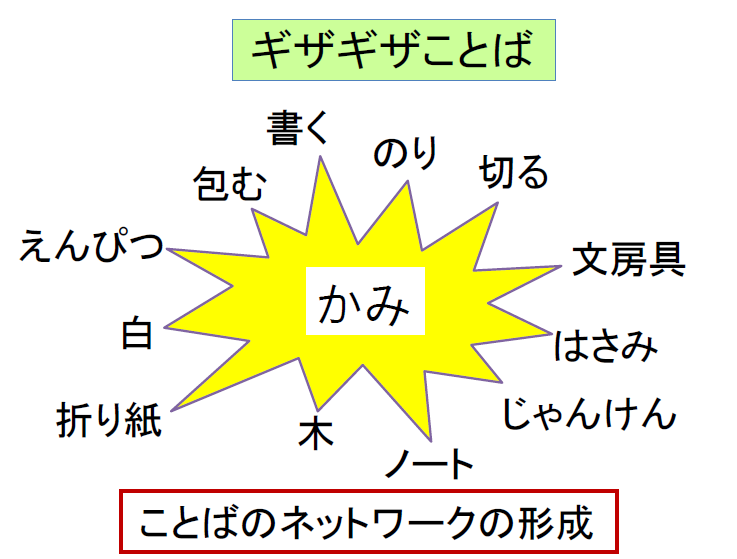 ギザギザことば
書く
のり
切る
包む
えんぴつ
文房具
かみ
白
はさみ
折り紙
じゃんけん
木
ノート
ことばのネットワークの形成